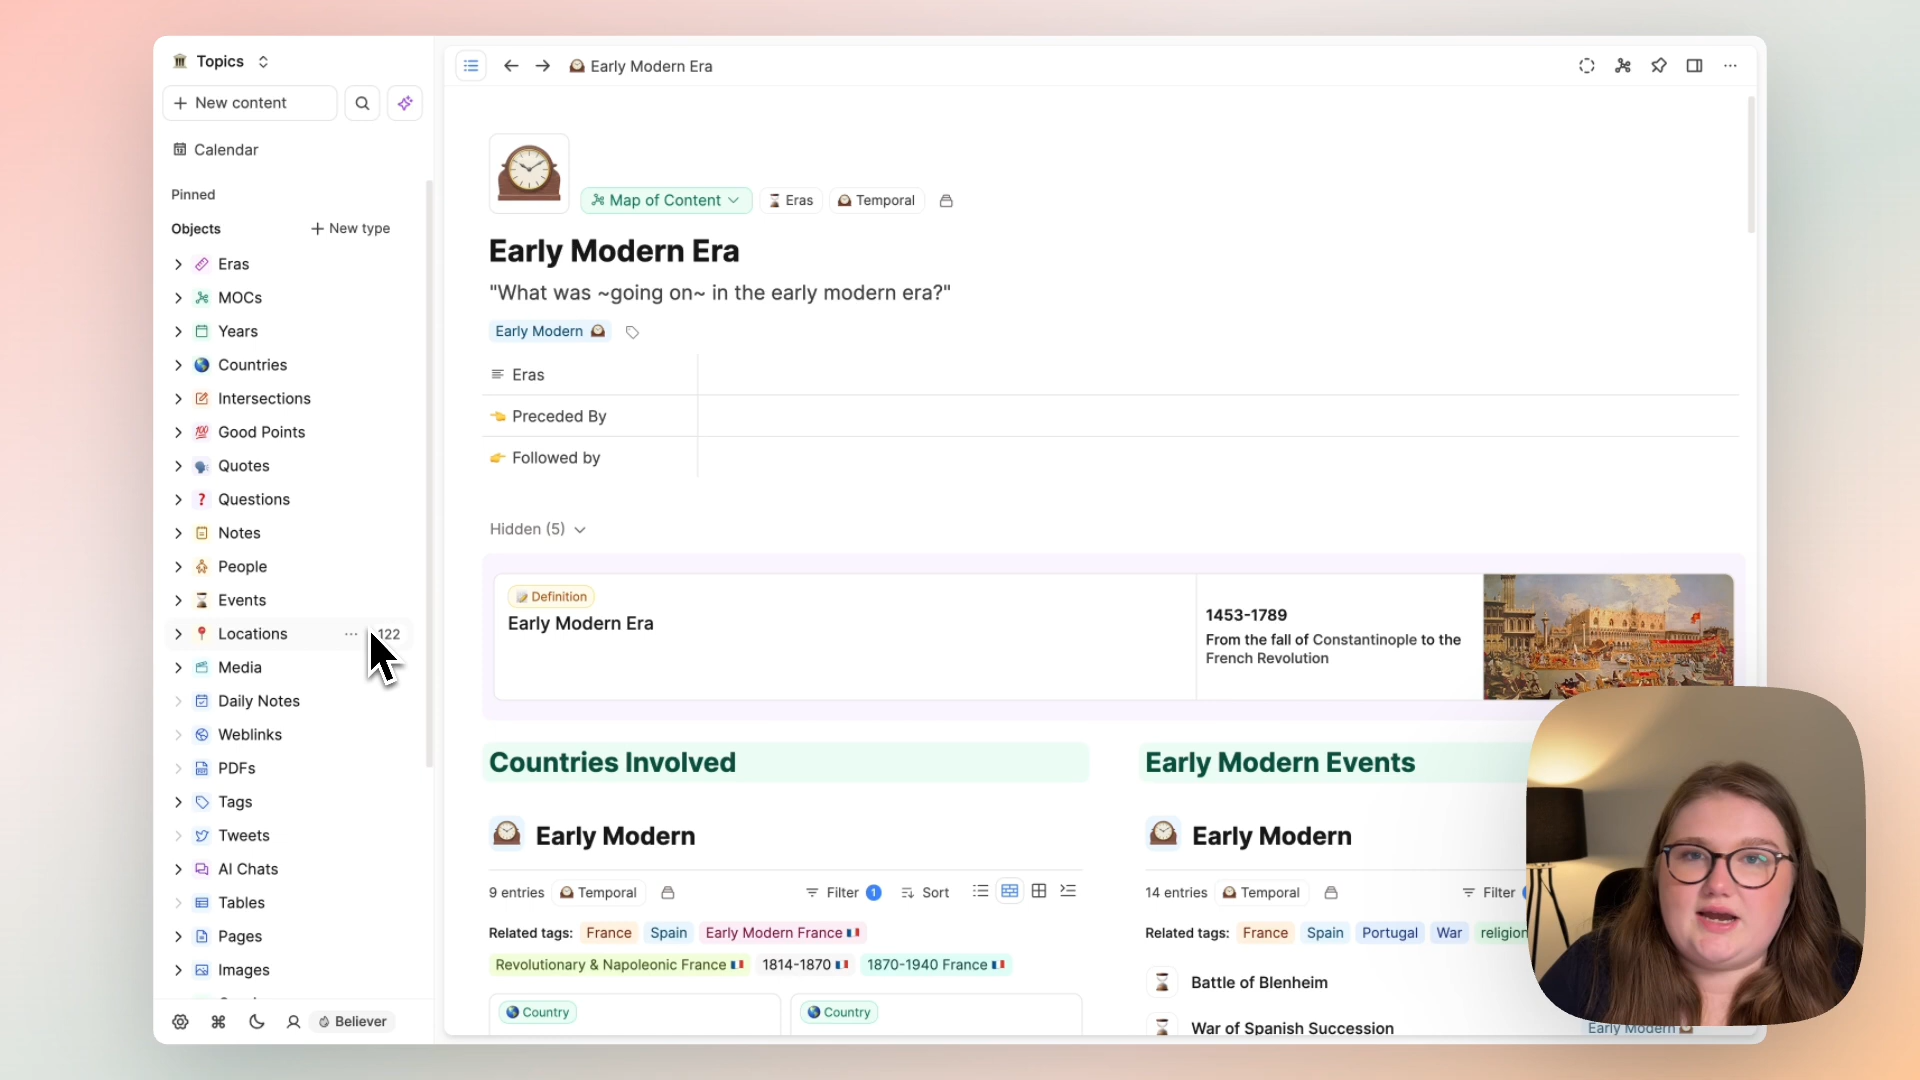 Topics
New content
Calendar
Pinned
Objects
New type
Eras
MOCs
Years
Countries
Intersections
Good Points
Quotes
Questions
Notes
People
Events
Locations ... 122
Media
Daily Notes
Weblinks
PDFs
Tags
Tweets
AI Chats
Tables
Pages
Images
Believer
Early Modern Era
Map of Content
Eras
Temporal
Early Modern Era
"What was ~going on~ in the early modern era?"
Early Modern
Eras
Preceded By
Followed by
Hidden (5)
Definition
Early Modern Era
1453-1789
From the fall of Constantinople to the
French Revolution
Countries Involved
Early Modern
9 entries Temporal Filter 1 Sort
Related tags: France Spain Early Modern France
Revolutionary & Napoleonic France 1814-1870 1870-1940 France
Country Country
Early Modern Events
Early Modern
14 entries Temporal Filter
Related tags: France Spain Portugal War religion
Battle of Blenheim
War of Spanish Succession
Early Modern